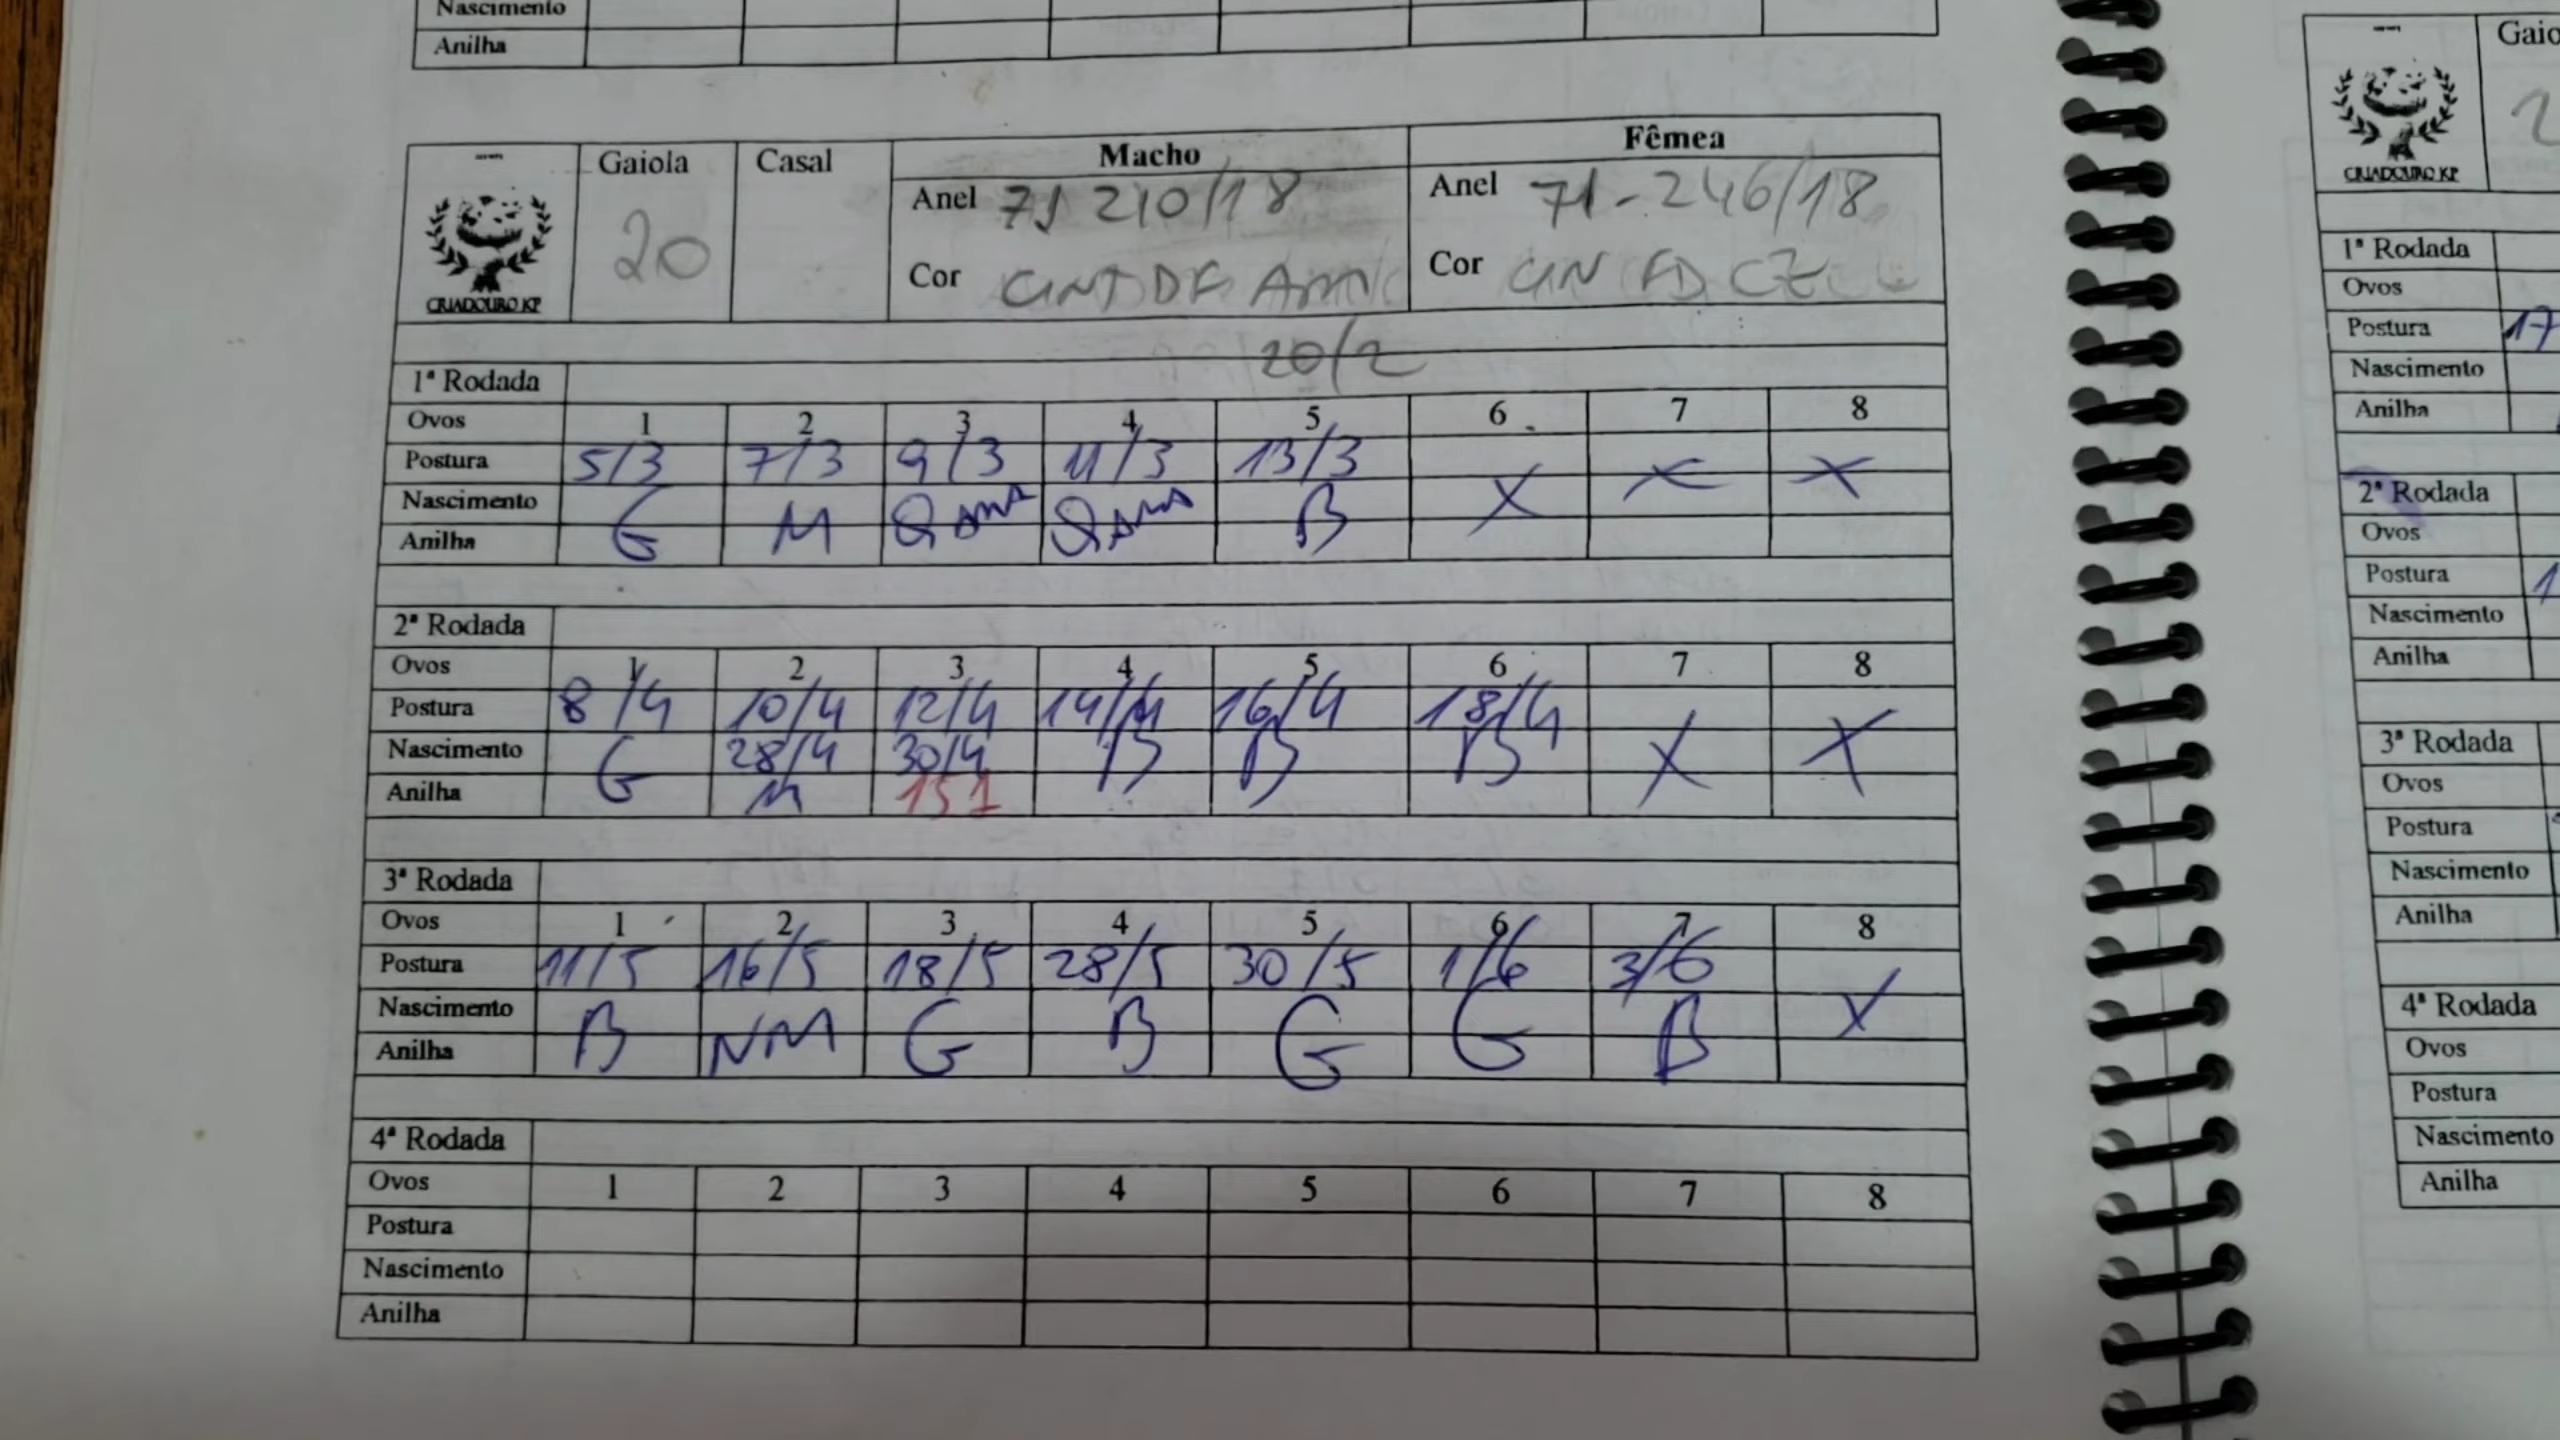 Nascimento
Anilha
CRIADOURO KP
Gaiola
20
Casal
Macho
Anel 71 210/18
Cor CINT DF
Fêmea
Anel 71-246/18
Cor CIN FD CZ
20/2
1ª Rodada
Ovos 1 2 3 4 5 6 7 8
Postura 5/3 7/3 9/3 11/3 13/3 X X X
Nascimento
Anilha G M B
2ª Rodada
Ovos 1 2 3 4 5 6 7 8
Postura 8/4 10/4 12/4 14/4 16/4 18/4
Nascimento G 28/4 30/4 B B B X X
Anilha M 151
3ª Rodada
Ovos 1 2 3 4 5 6 7 8
Postura 11/5 16/5 18/5 28/5 30/5 1/6 3/6 X
Nascimento
Anilha B NM G B G G B
4ª Rodada
Ovos 1 2 3 4 5 6 7 8
Postura
Nascimento
Anilha
CRIADOURO KP
1ª Rodada
Ovos
Postura 17
Nascimento
Anilha
2ª Rodada
Ovos
Postura
Nascimento
Anilha
3ª Rodada
Ovos
Postura
Nascimento
Anilha
4ª Rodada
Ovos
Postura
Nascimento
Anilha